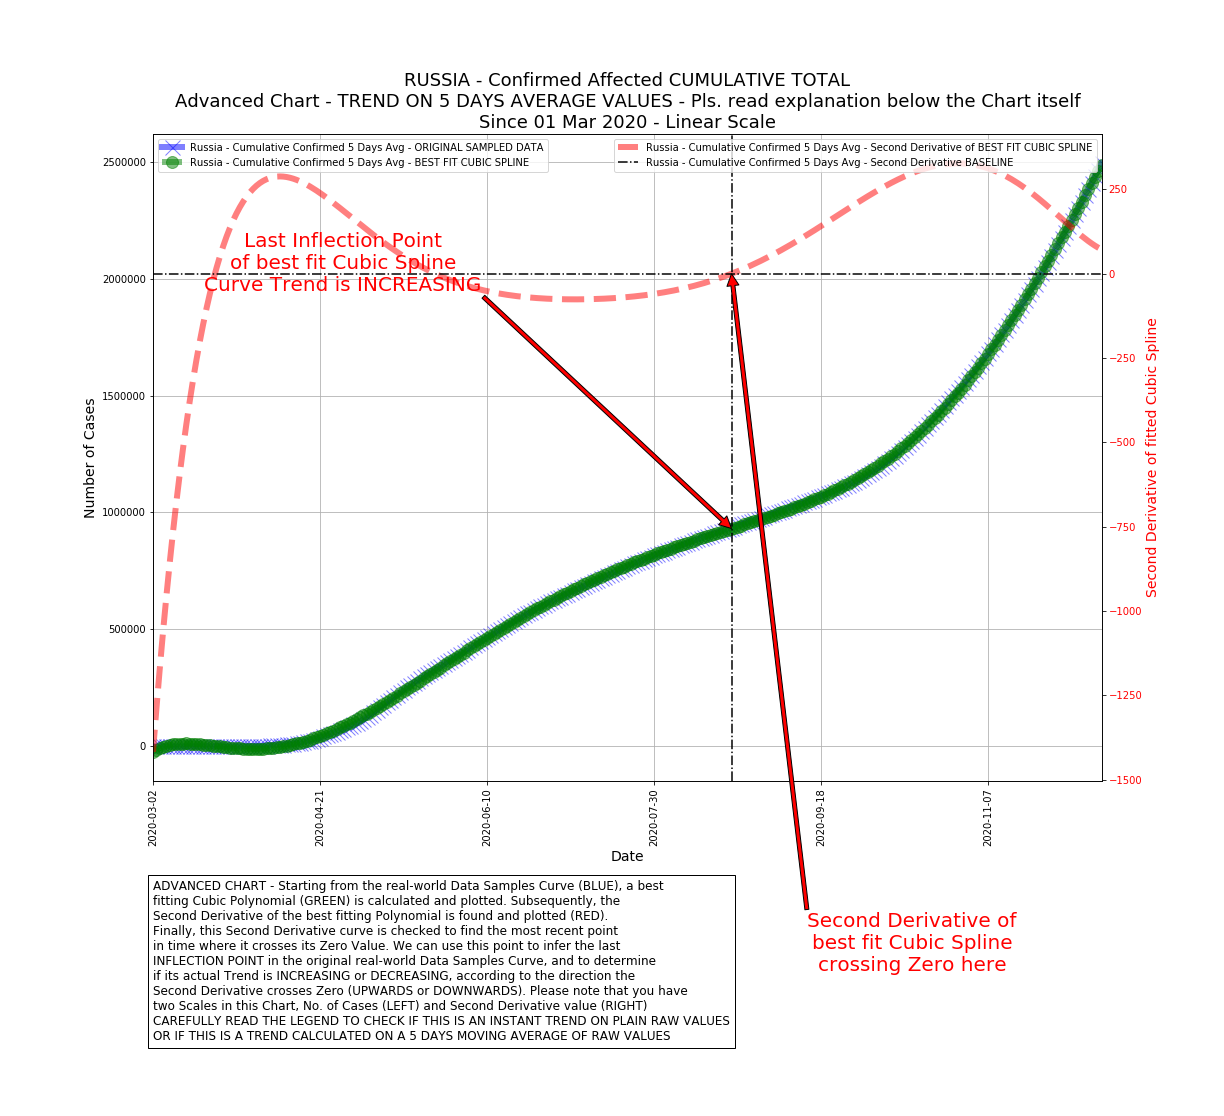 RUSSIA - Confirmed Affected CUMULATIVE TOTAL
Advanced Chart - TREND ON 5 DAYS AVERAGE VALUES - Pls. read explanation below the Chart itself
Since 01 Mar 2020 - Linear Scale
Russia - Cumulative Confirmed 5 Days Avg - ORIGINAL SAMPLED DATA
Russia - Cumulative Confirmed 5 Days Avg - BEST FIT CUBIC SPLINE
Russia - Cumulative Confirmed 5 Days Avg - Second Derivative of BEST FIT CUBIC SPLINE
Russia - Cumulative Confirmed 5 Days Avg - Second Derivative BASELINE
Last Inflection Point
of best fit Cubic Spline
Curve Trend is INCREASING
Number of Cases
2500000
2000000
1500000
1000000
500000
0
250
0
−250
−500
−750
−1000
−1250
−1500
Second Derivative of fitted Cubic Spline
2020-03-02
2020-04-21
2020-06-10
2020-07-30
2020-09-18
2020-11-07
Date
Second Derivative of
best fit Cubic Spline
crossing Zero here
ADVANCED CHART - Starting from the real-world Data Samples Curve (BLUE), a best
fitting Cubic Polynomial (GREEN) is calculated and plotted. Subsequently, the
Second Derivative of the best fitting Polynomial is found and plotted (RED).
Finally, this Second Derivative curve is checked to find the most recent point
in time where it crosses its Zero Value. We can use this point to infer the last
INFLECTION POINT in the original real-world Data Samples Curve, and to determine
if its actual Trend is INCREASING or DECREASING, according to the direction the
Second Derivative crosses Zero (UPWARDS or DOWNWARDS). Please note that you have
two Scales in this Chart, No. of Cases (LEFT) and Second Derivative value (RIGHT)
CAREFULLY READ THE LEGEND TO CHECK IF THIS IS AN INSTANT TREND ON PLAIN RAW VALUES
OR IF THIS IS A TREND CALCULATED ON A 5 DAYS MOVING AVERAGE OF RAW VALUES